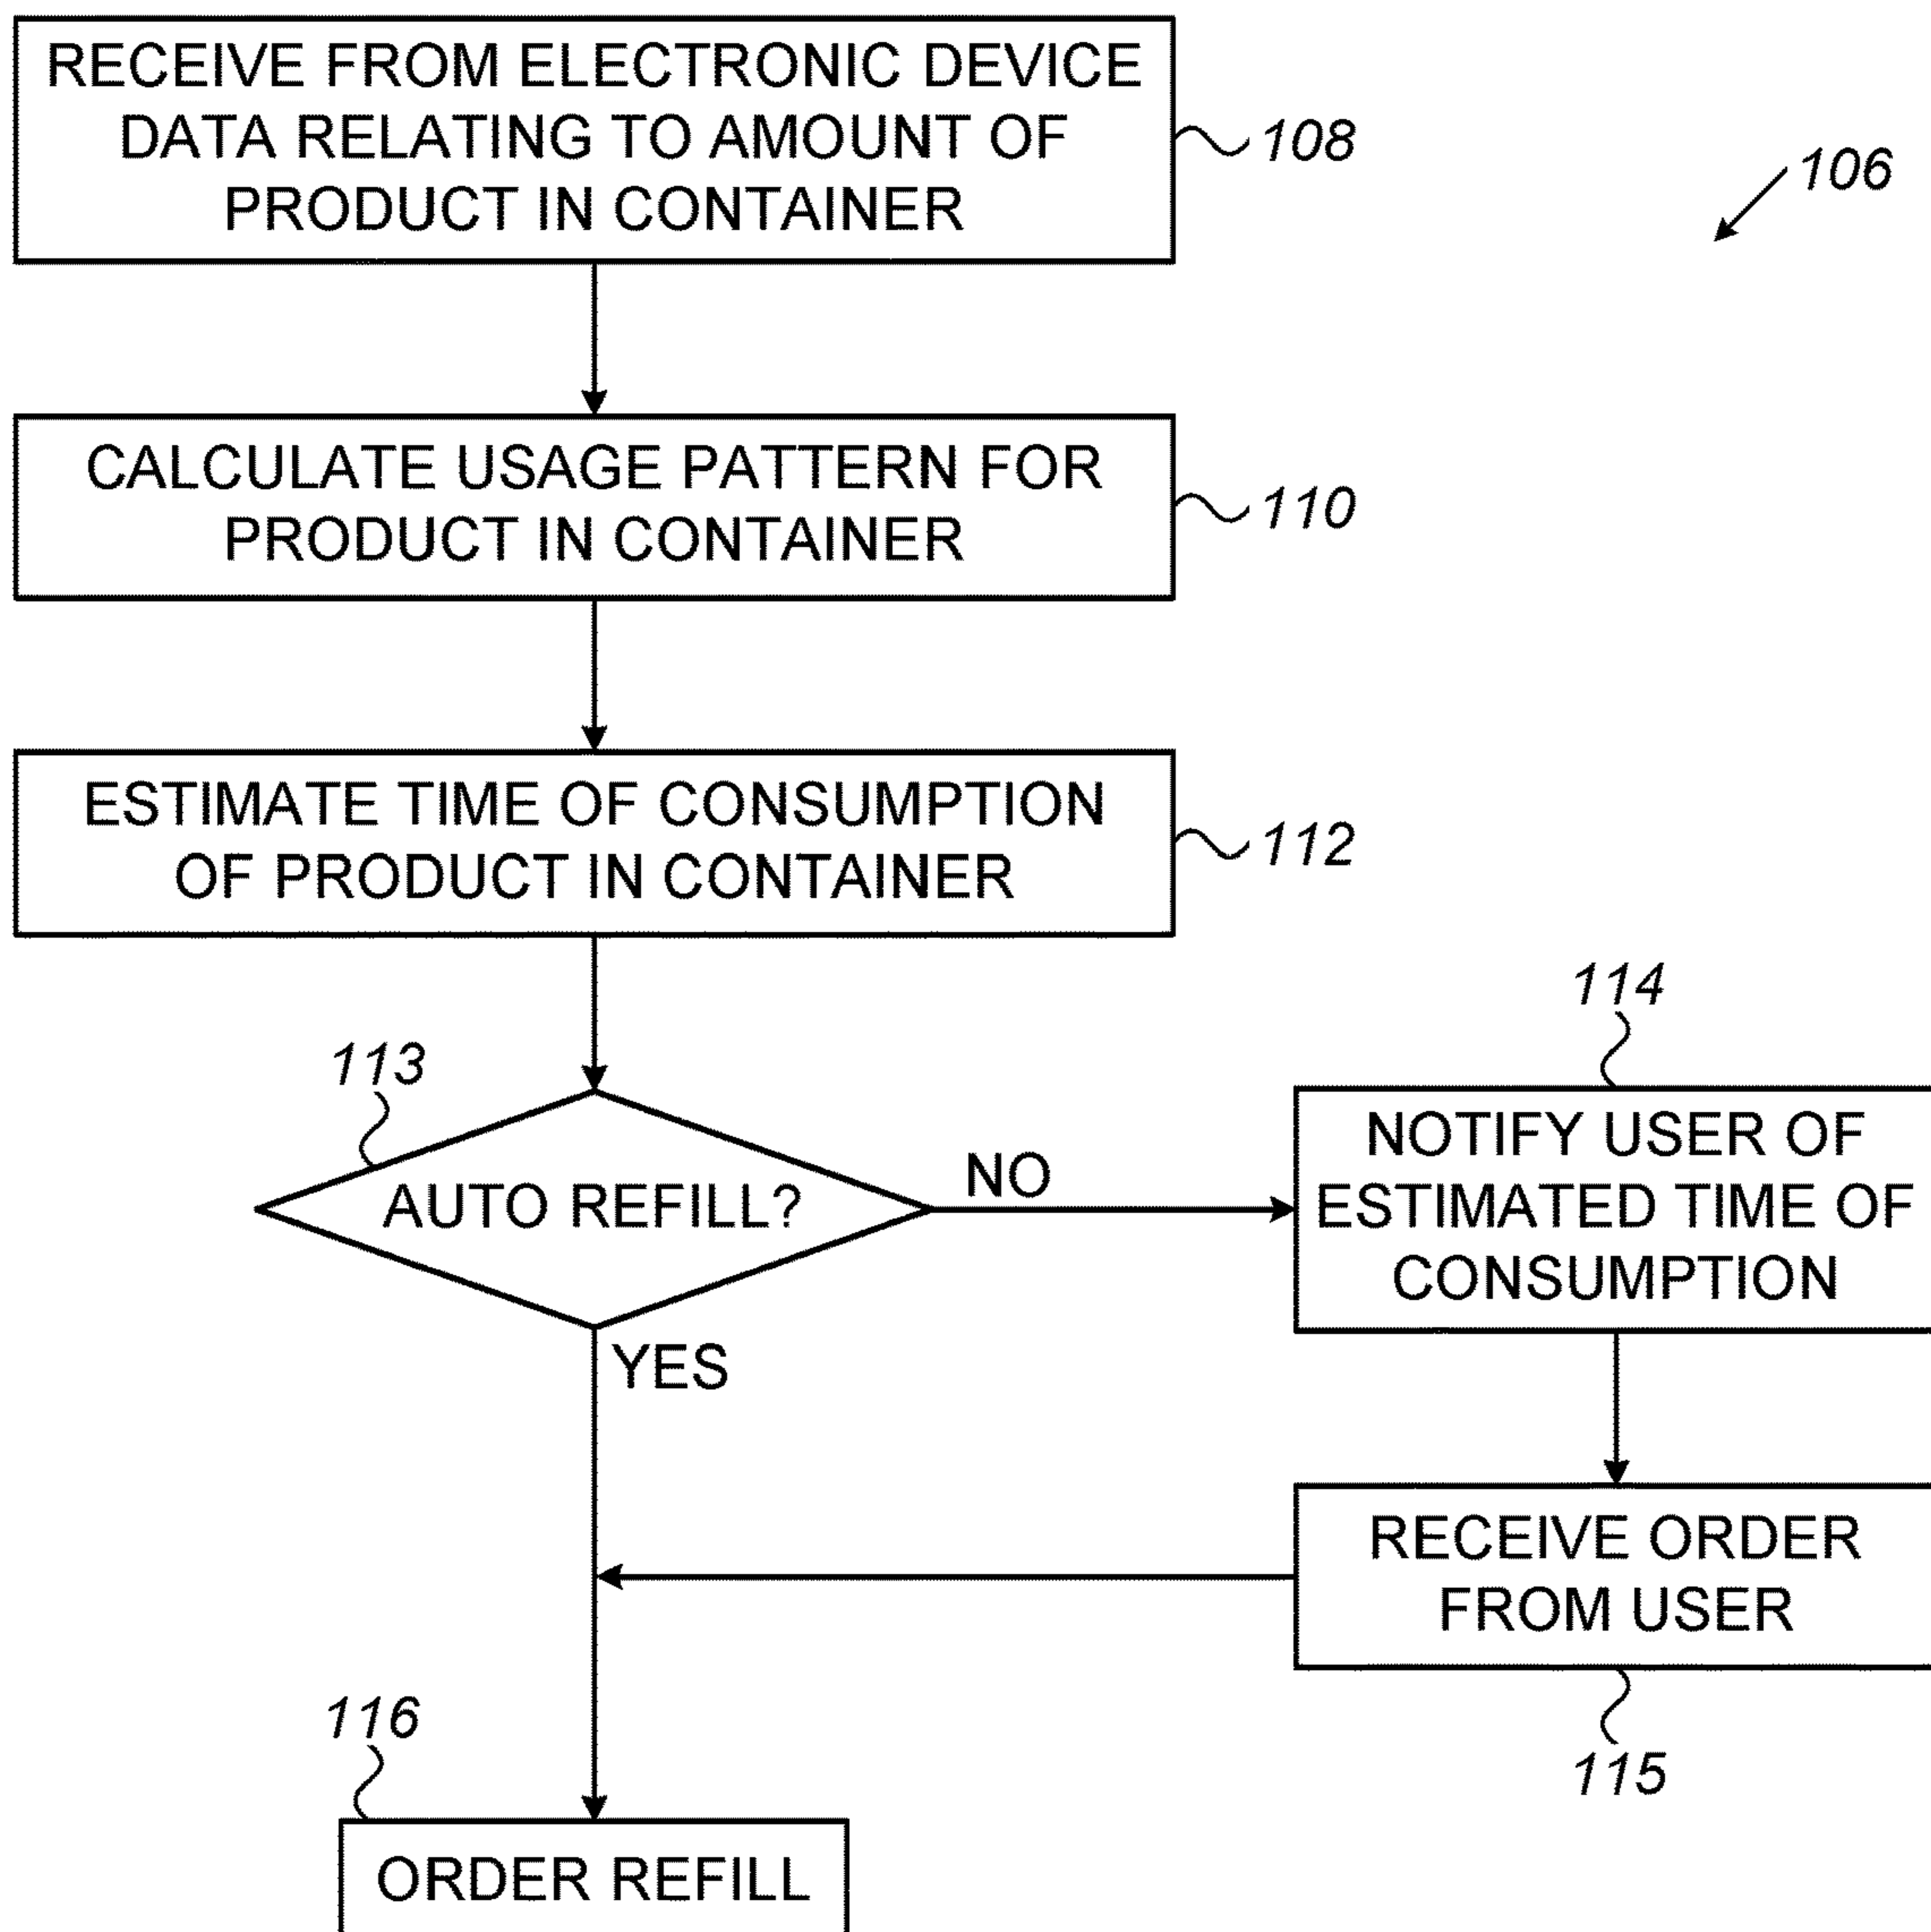 RECEIVE FROM ELECTRONIC DEVICE
DATA RELATING TO AMOUNT OF
PRODUCT IN CONTAINER
108
106
CALCULATE USAGE PATTERN FOR
PRODUCT IN CONTAINER
110
ESTIMATE TIME OF CONSUMPTION
OF PRODUCT IN CONTAINER
112
113
AUTO REFILL?
NO
YES
114
NOTIFY USER OF
ESTIMATED TIME OF
CONSUMPTION
RECEIVE ORDER
FROM USER
115
116
ORDER REFILL